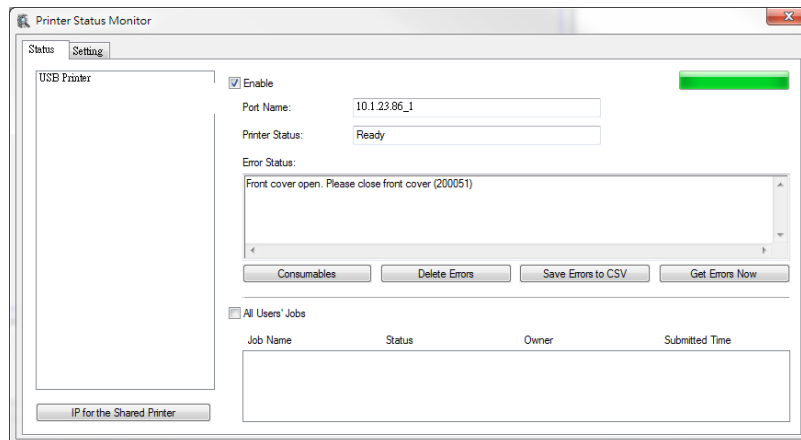 Printer Status Monitor
Status Setting
USB Printer
Enable
Port Name: 10.1.23.86_1
Printer Status: Ready
Error Status:
Front cover open. Please close front cover (200051)
Consumables Delete Errors Save Errors to CSV Get Errors Now
All Users' Jobs
Job Name Status Owner Submitted Time
IP for the Shared Printer